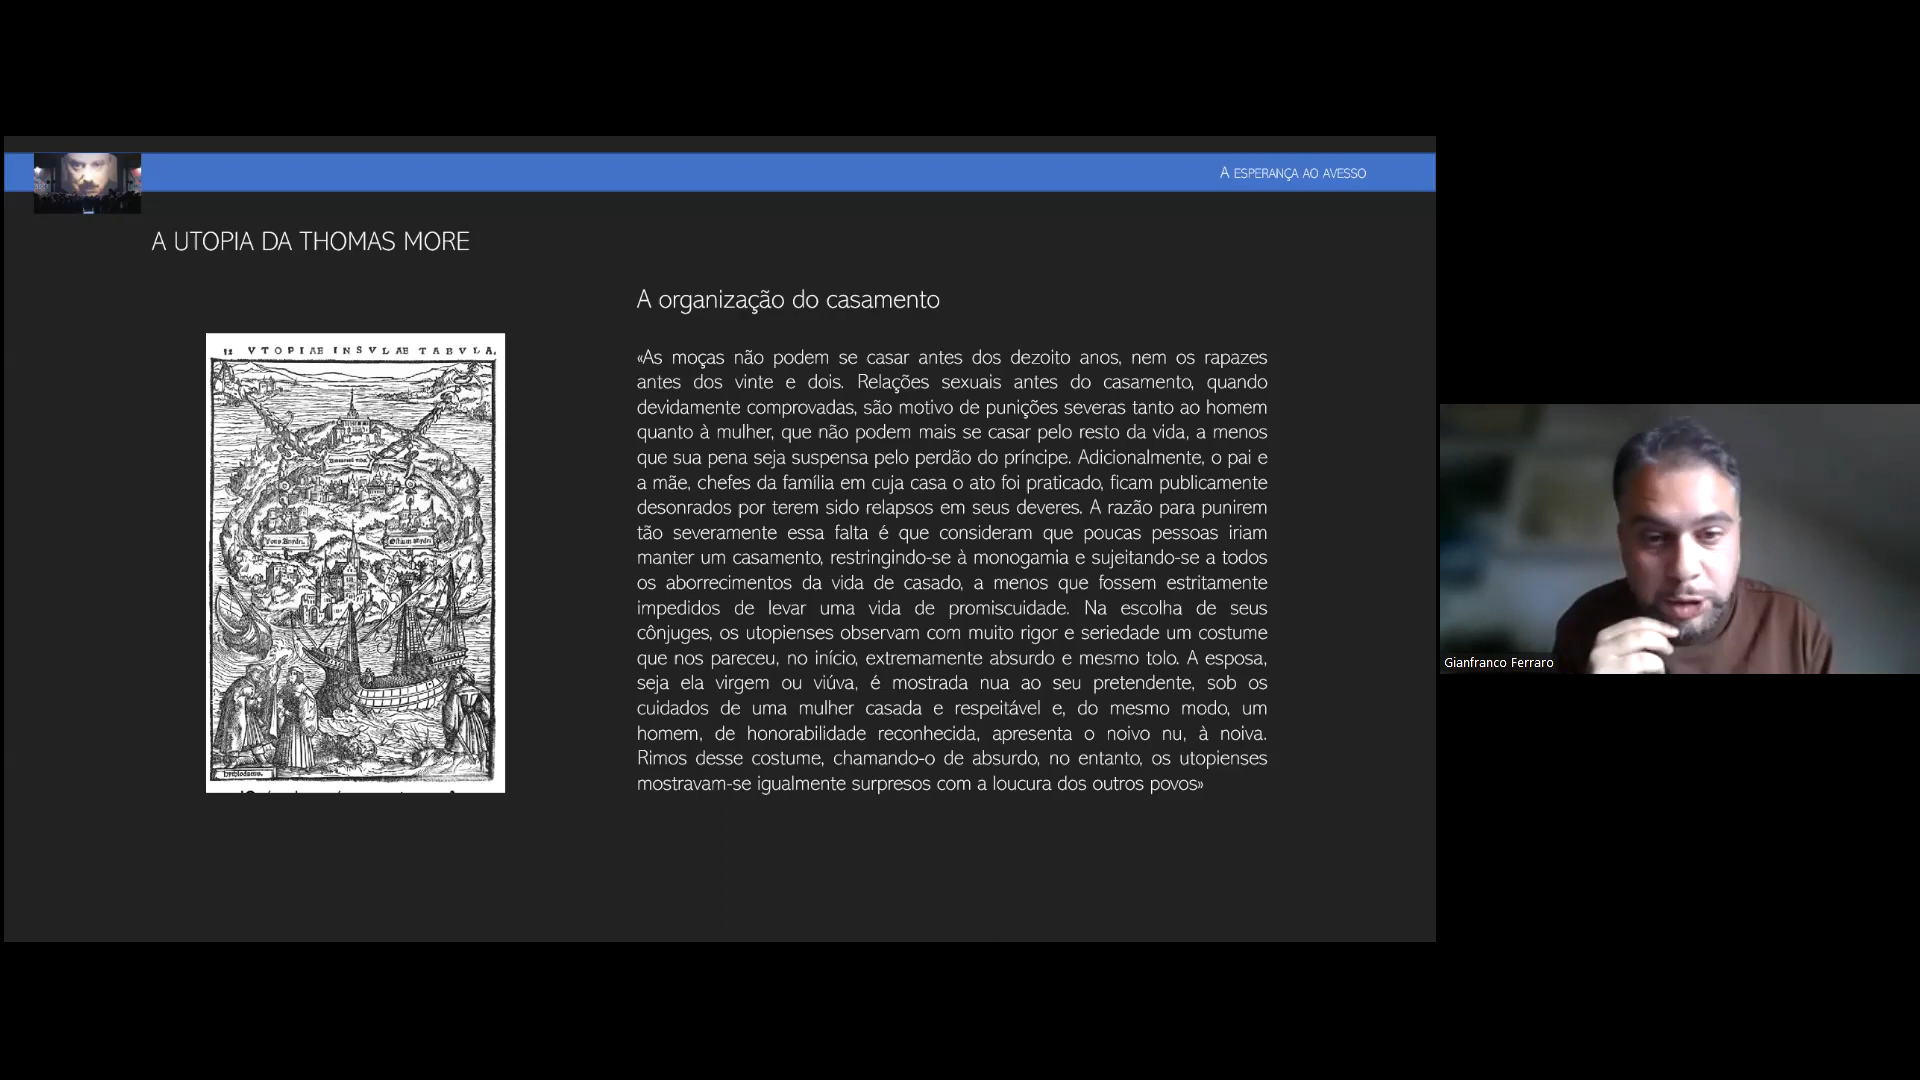 A ESPERANÇA AO AVESSO
A UTOPIA DA THOMAS MORE
A organização do casamento
12 VTOPIAE INSVLAE TABVLA.
«As moças não podem se casar antes dos dezoito anos, nem os rapazes
antes dos vinte e dois. Relações sexuais antes do casamento, quando
devidamente comprovadas, são motivo de punições severas tanto ao homem
quanto à mulher, que não podem mais se casar pelo resto da vida, a menos
que sua pena seja suspensa pelo perdão do príncipe. Adicionalmente, o pai e
a mãe, chefes da família em cuja casa o ato foi praticado, ficam publicamente
desonrados por terem sido relapsos em seus deveres. A razão para punirem
tão severamente essa falta é que consideram que poucas pessoas iriam
manter um casamento, restringindo-se à monogamia e sujeitando-se a todos
os aborrecimentos da vida de casado, a menos que fossem estritamente
impedidos de levar uma vida de promiscuidade. Na escolha de seus
cônjuges, os utopienses observam com muito rigor e seriedade um costume
que nos pareceu, no início, extremamente absurdo e mesmo tolo. A esposa,
seja ela virgem ou viúva, é mostrada nua ao seu pretendente, sob os
cuidados de uma mulher casada e respeitável e, do mesmo modo, um
homem, de honorabilidade reconhecida, apresenta o noivo nu, à noiva.
Rimos desse costume, chamando-o de absurdo, no entanto, os utopienses
mostravam-se igualmente surpresos com a loucura dos outros povos»
Gianfranco Ferraro